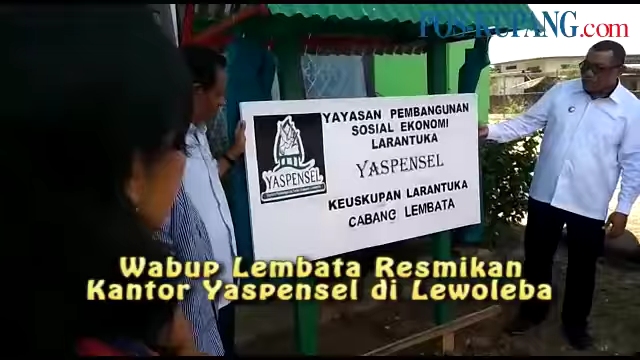 POS-KUPANG.com
YAYASAN PEMBANGUNAN
SOSIAL EKONOMI
LARANTUKA
YASPENSEL
YASPENSEL
KEUSKUPAN LARANTUKA
CABANG LEMBATA
Wabup Lembata Resmikan
Kantor Yaspensel di Lewoleba